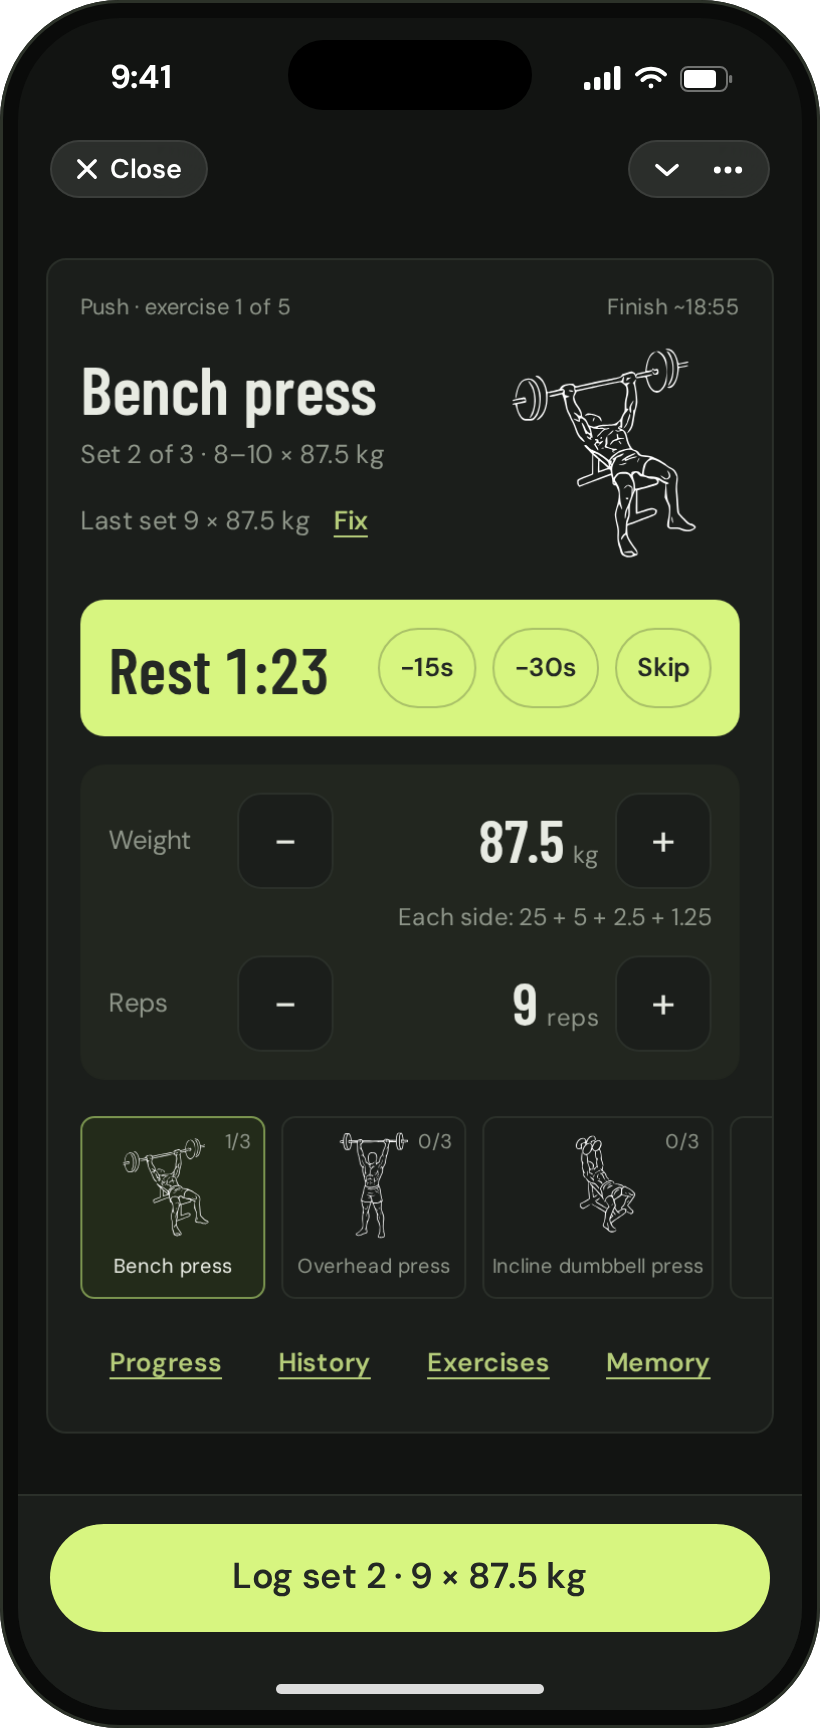 9:41
Close
Push · exercise 1 of 5
Finish ~18:55
Bench press
Set 2 of 3 · 8–10 × 87.5 kg
Last set 9 × 87.5 kg Fix
Rest 1:23
−15s
−30s
Skip
Weight
−
87.5 kg
+
Each side: 25 + 5 + 2.5 + 1.25
Reps
−
9 reps
+
1/3
Bench press
0/3
Overhead press
0/3
Incline dumbbell press
Progress
History
Exercises
Memory
Log set 2 · 9 × 87.5 kg